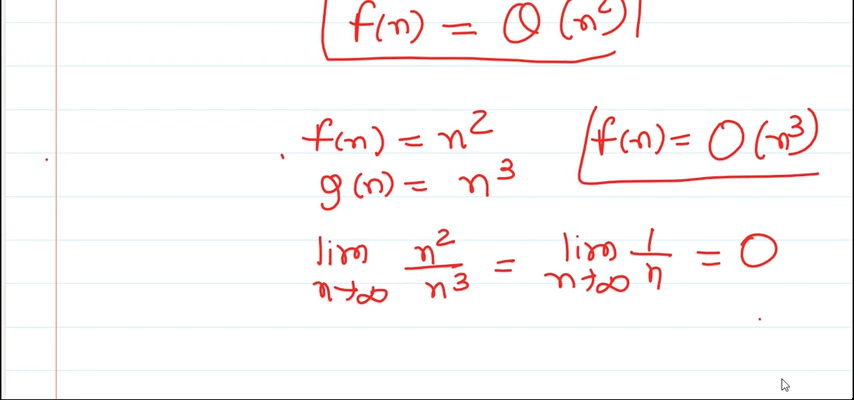 f(n) = O(n²)
f(n) = n² f(n) = O(n³)
g(n) = n³
lim n→∞ n²/n³ = lim n→∞ 1/n = 0